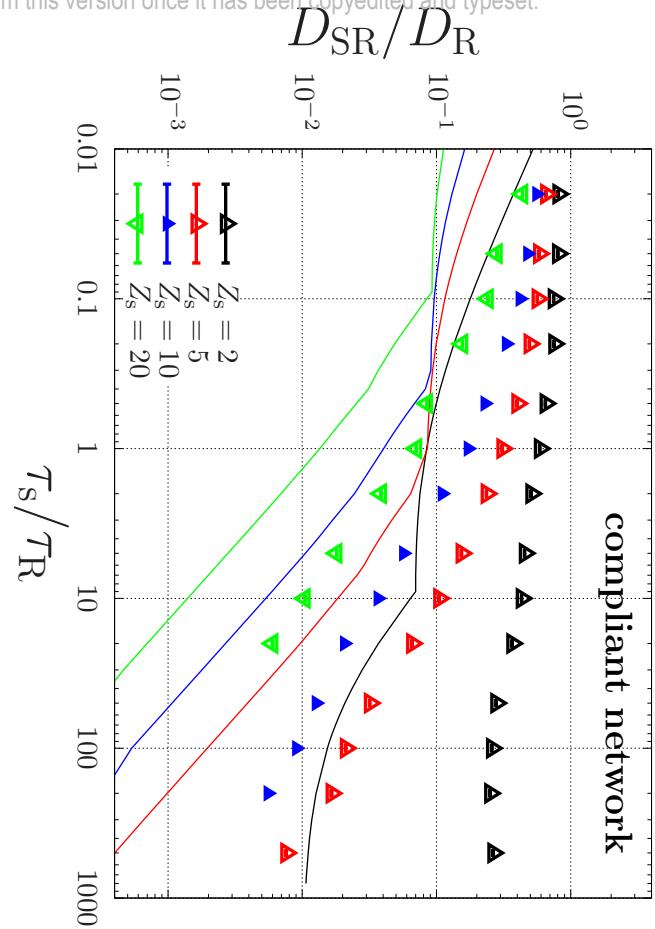 m this version once it has been copyedited and typeset.
D_SR/D_R
10^−3
10^−2
10^−1
10^0
0.01
0.1
1
10
100
1000
τ_s/τ_R
compliant network
Z_s = 2
Z_s = 5
Z_s = 10
Z_s = 20